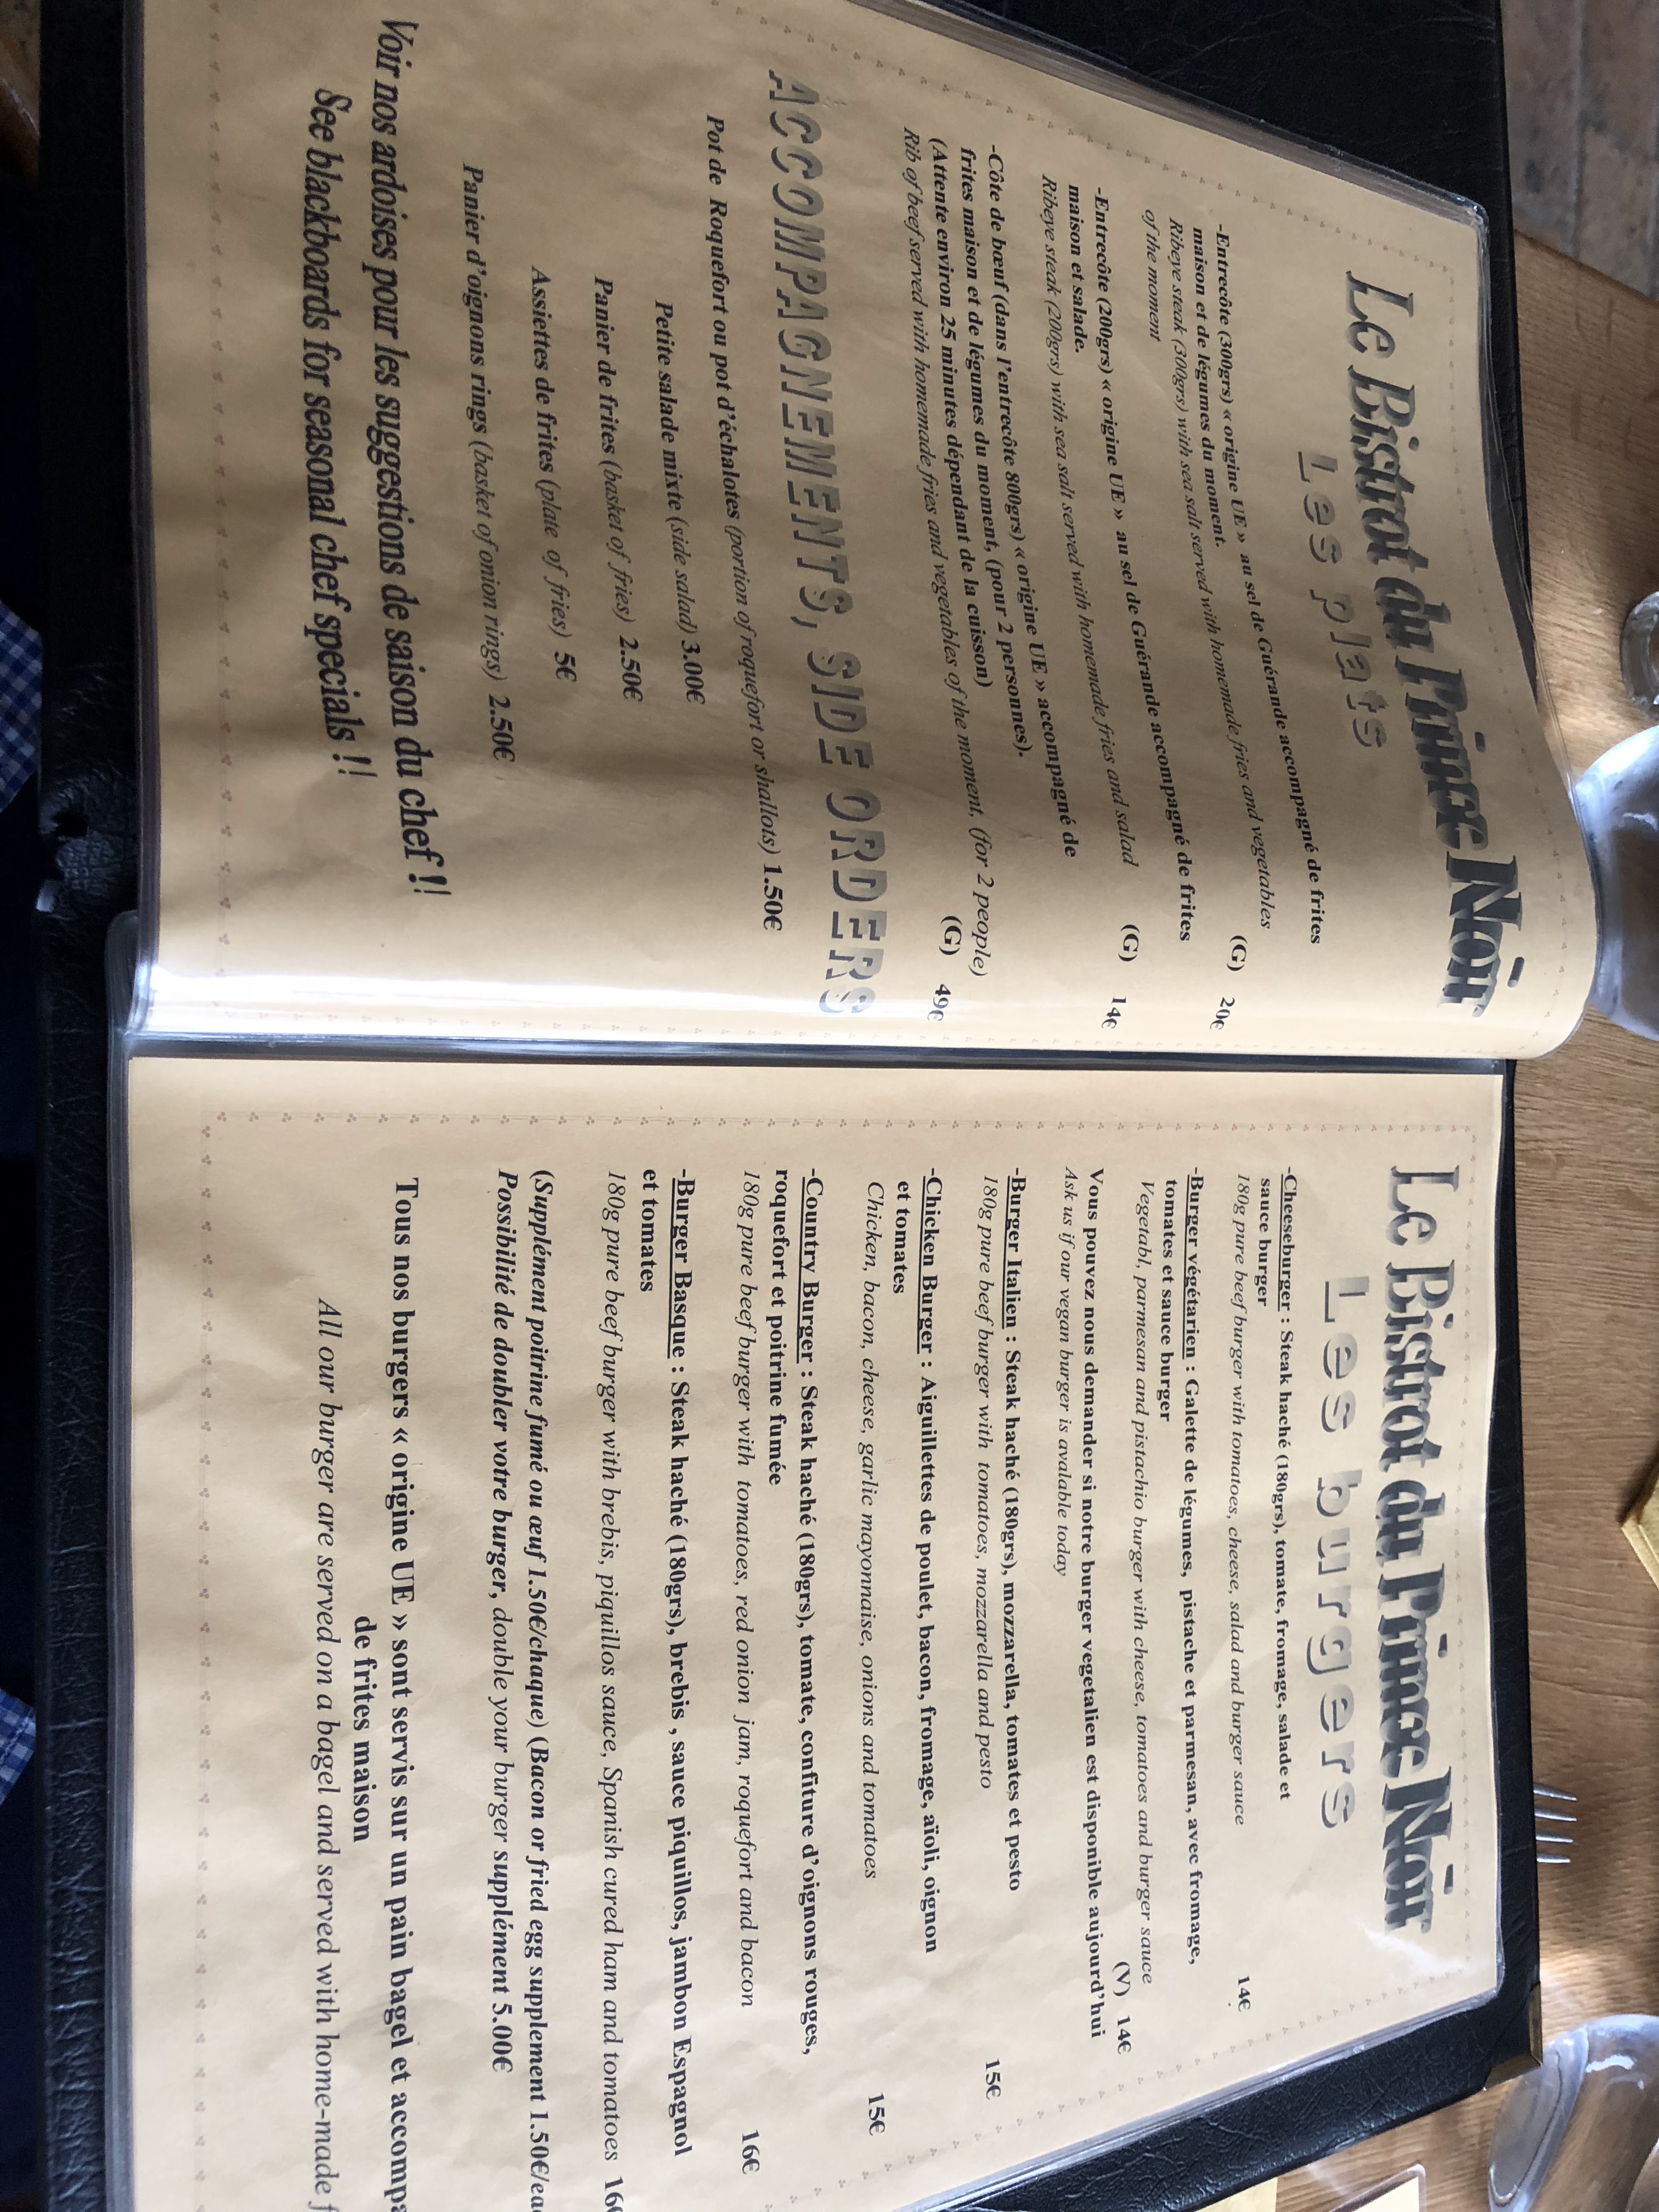 Le Bistrot du Prince Noir
Les plats
-Entrecôte (300grs) « origine UE » au sel de Guérande accompagné de frites
maison et de légumes du moment.
Ribeye steak (300grs) with sea salt served with homemade fries and vegetables
of the moment (G) 20€
-Entrecôte (200grs) « origine UE » au sel de Guérande accompagné de frites
maison et salade.
Ribeye steak (200grs) with sea salt served with homemade fries and salad
(G) 14€
-Côte de bœuf (dans l'entrecôte 800grs) « origine UE » accompagné de
frites maison et de légumes du moment, (pour 2 personnes).
(Attente environ 25 minutes dépendant de la cuisson)
Rib of beef served with homemade fries and vegetables of the moment, (for 2 people)
(G) 49€
ACCOMPAGNEMENTS, SIDE ORDERS
Pot de Roquefort ou pot d'échalotes (portion of roquefort or shallots) 1.50€
Petite salade mixte (side salad) 3.00€
Panier de frites (basket of fries) 2.50€
Assiettes de frites (plate of fries) 5€
Panier d'oignons rings (basket of onion rings) 2.50€
Voir nos ardoises pour les suggestions de saison du chef !!
See blackboards for seasonal chef specials !!
Le Bistrot du Prince Noir
Les burgers
-Cheeseburger : Steak haché (180grs), tomate, fromage, salade et
sauce burger
180g pure beef burger with tomatoes, cheese, salad and burger sauce 14€
-Burger végétarien : Galette de légumes, pistache et parmesan, avec fromage,
tomates et sauce burger
Vegetabl, parmesan and pistachio burger with cheese, tomatoes and burger sauce
(V) 14€
Vous pouvez nous demander si notre burger vegetalien est disponible aujourd'hui
Ask us if our vegan burger is avalable today
-Burger Italien : Steak haché (180grs), mozzarella, tomates et pesto
180g pure beef burger with tomatoes, mozzarella and pesto 15€
-Chicken Burger : Aiguillettes de poulet, bacon, fromage, aïoli, oignon
et tomates
Chicken, bacon, cheese, garlic mayonnaise, onions and tomatoes 15€
-Country Burger : Steak haché (180grs), tomate, confiture d'oignons rouges,
roquefort et poitrine fumée
180g pure beef burger with tomatoes, red onion jam, roquefort and bacon 16€
-Burger Basque : Steak haché (180grs), brebis , sauce piquillos, jambon Espagnol
et tomates
180g pure beef burger with brebis, piquillos sauce, Spanish cured ham and tomatoes
(Supplément poitrine fumé ou œuf 1.50€/chaque) (Bacon or fried egg supplement 1.50€/
Possibilité de doubler votre burger, double your burger supplément 5.00€
Tous nos burgers « origine UE » sont servis sur un pain bagel et
de frites maison
All our burger are served on a bagel and served with home-made